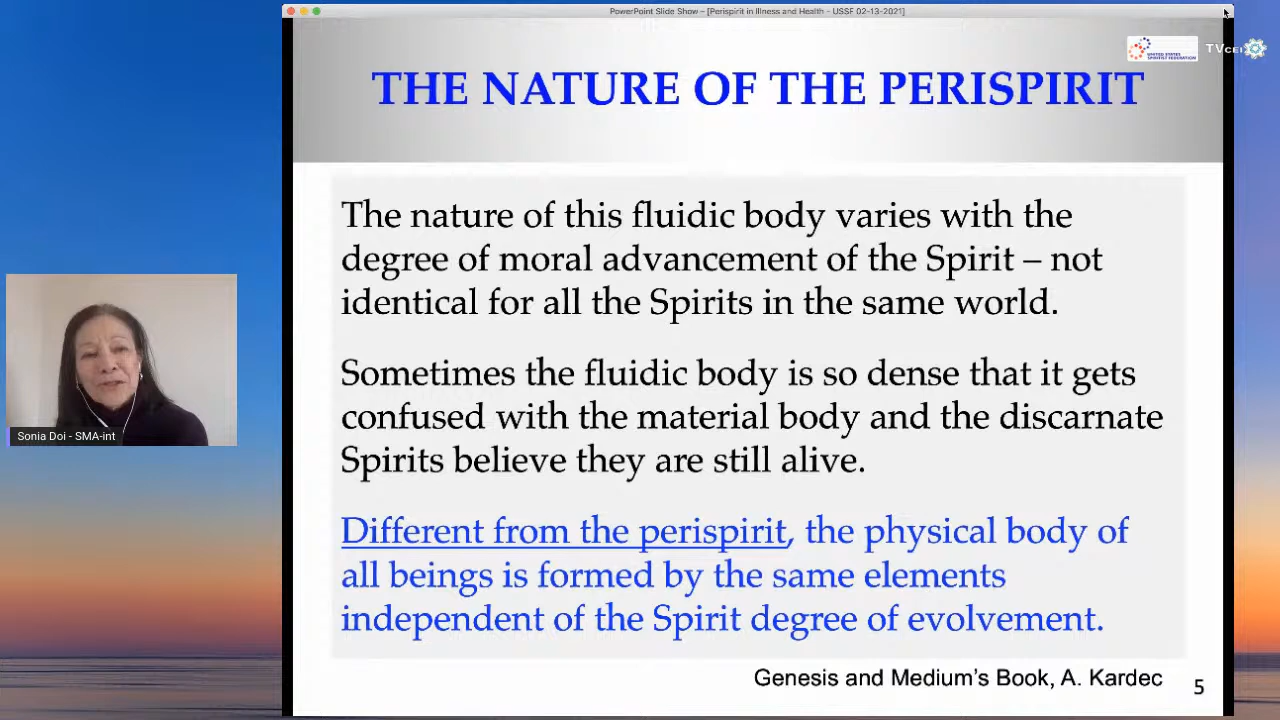 PowerPoint Slide Show – [Perispirit in Illness and Health - USSF 02-13-2021]
UNITED STATES
SPIRITIST FEDERATION
TVCEI
THE NATURE OF THE PERISPIRIT
The nature of this fluidic body varies with the
degree of moral advancement of the Spirit – not
identical for all the Spirits in the same world.
Sometimes the fluidic body is so dense that it gets
confused with the material body and the discarnate
Spirits believe they are still alive.
Different from the perispirit, the physical body of
all beings is formed by the same elements
independent of the Spirit degree of evolvement.
Genesis and Medium's Book, A. Kardec
5
Sonia Doi - SMA-int